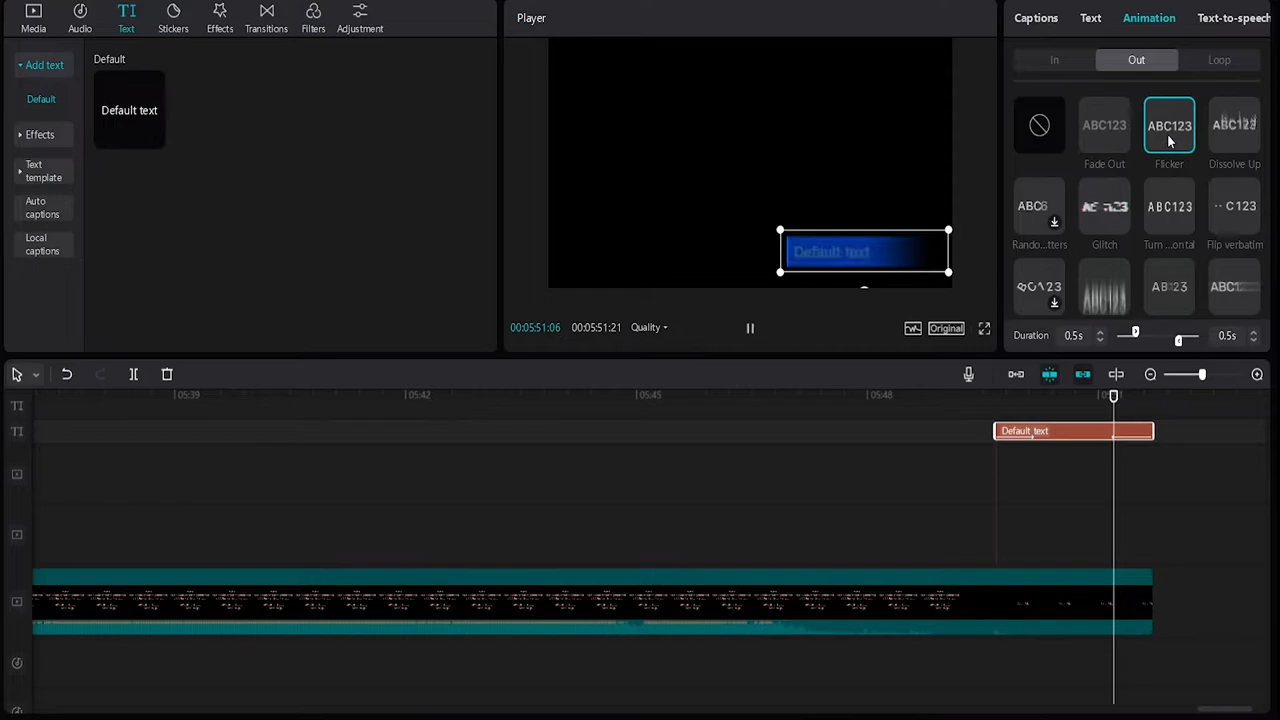 Media Audio Text Stickers Effects Transitions Filters Adjustment
Add text
Default
Effects
Text
template
Auto
captions
Local
captions
Default
Default text
Player
Default text
00:05:51:06 00:05:51:21 Quality
Original
Captions Text Animation Text-to-speech
In Out Loop
ABC123 ABC123 ABC123
Fade Out Flicker Dissolve Up
ABC6 ABC123 C123
Rando...tters Glitch Turn ...ontal Flip verbatim
Duration 0.5s 0.5s
05:39 05:42 05:45 05:48
Default text